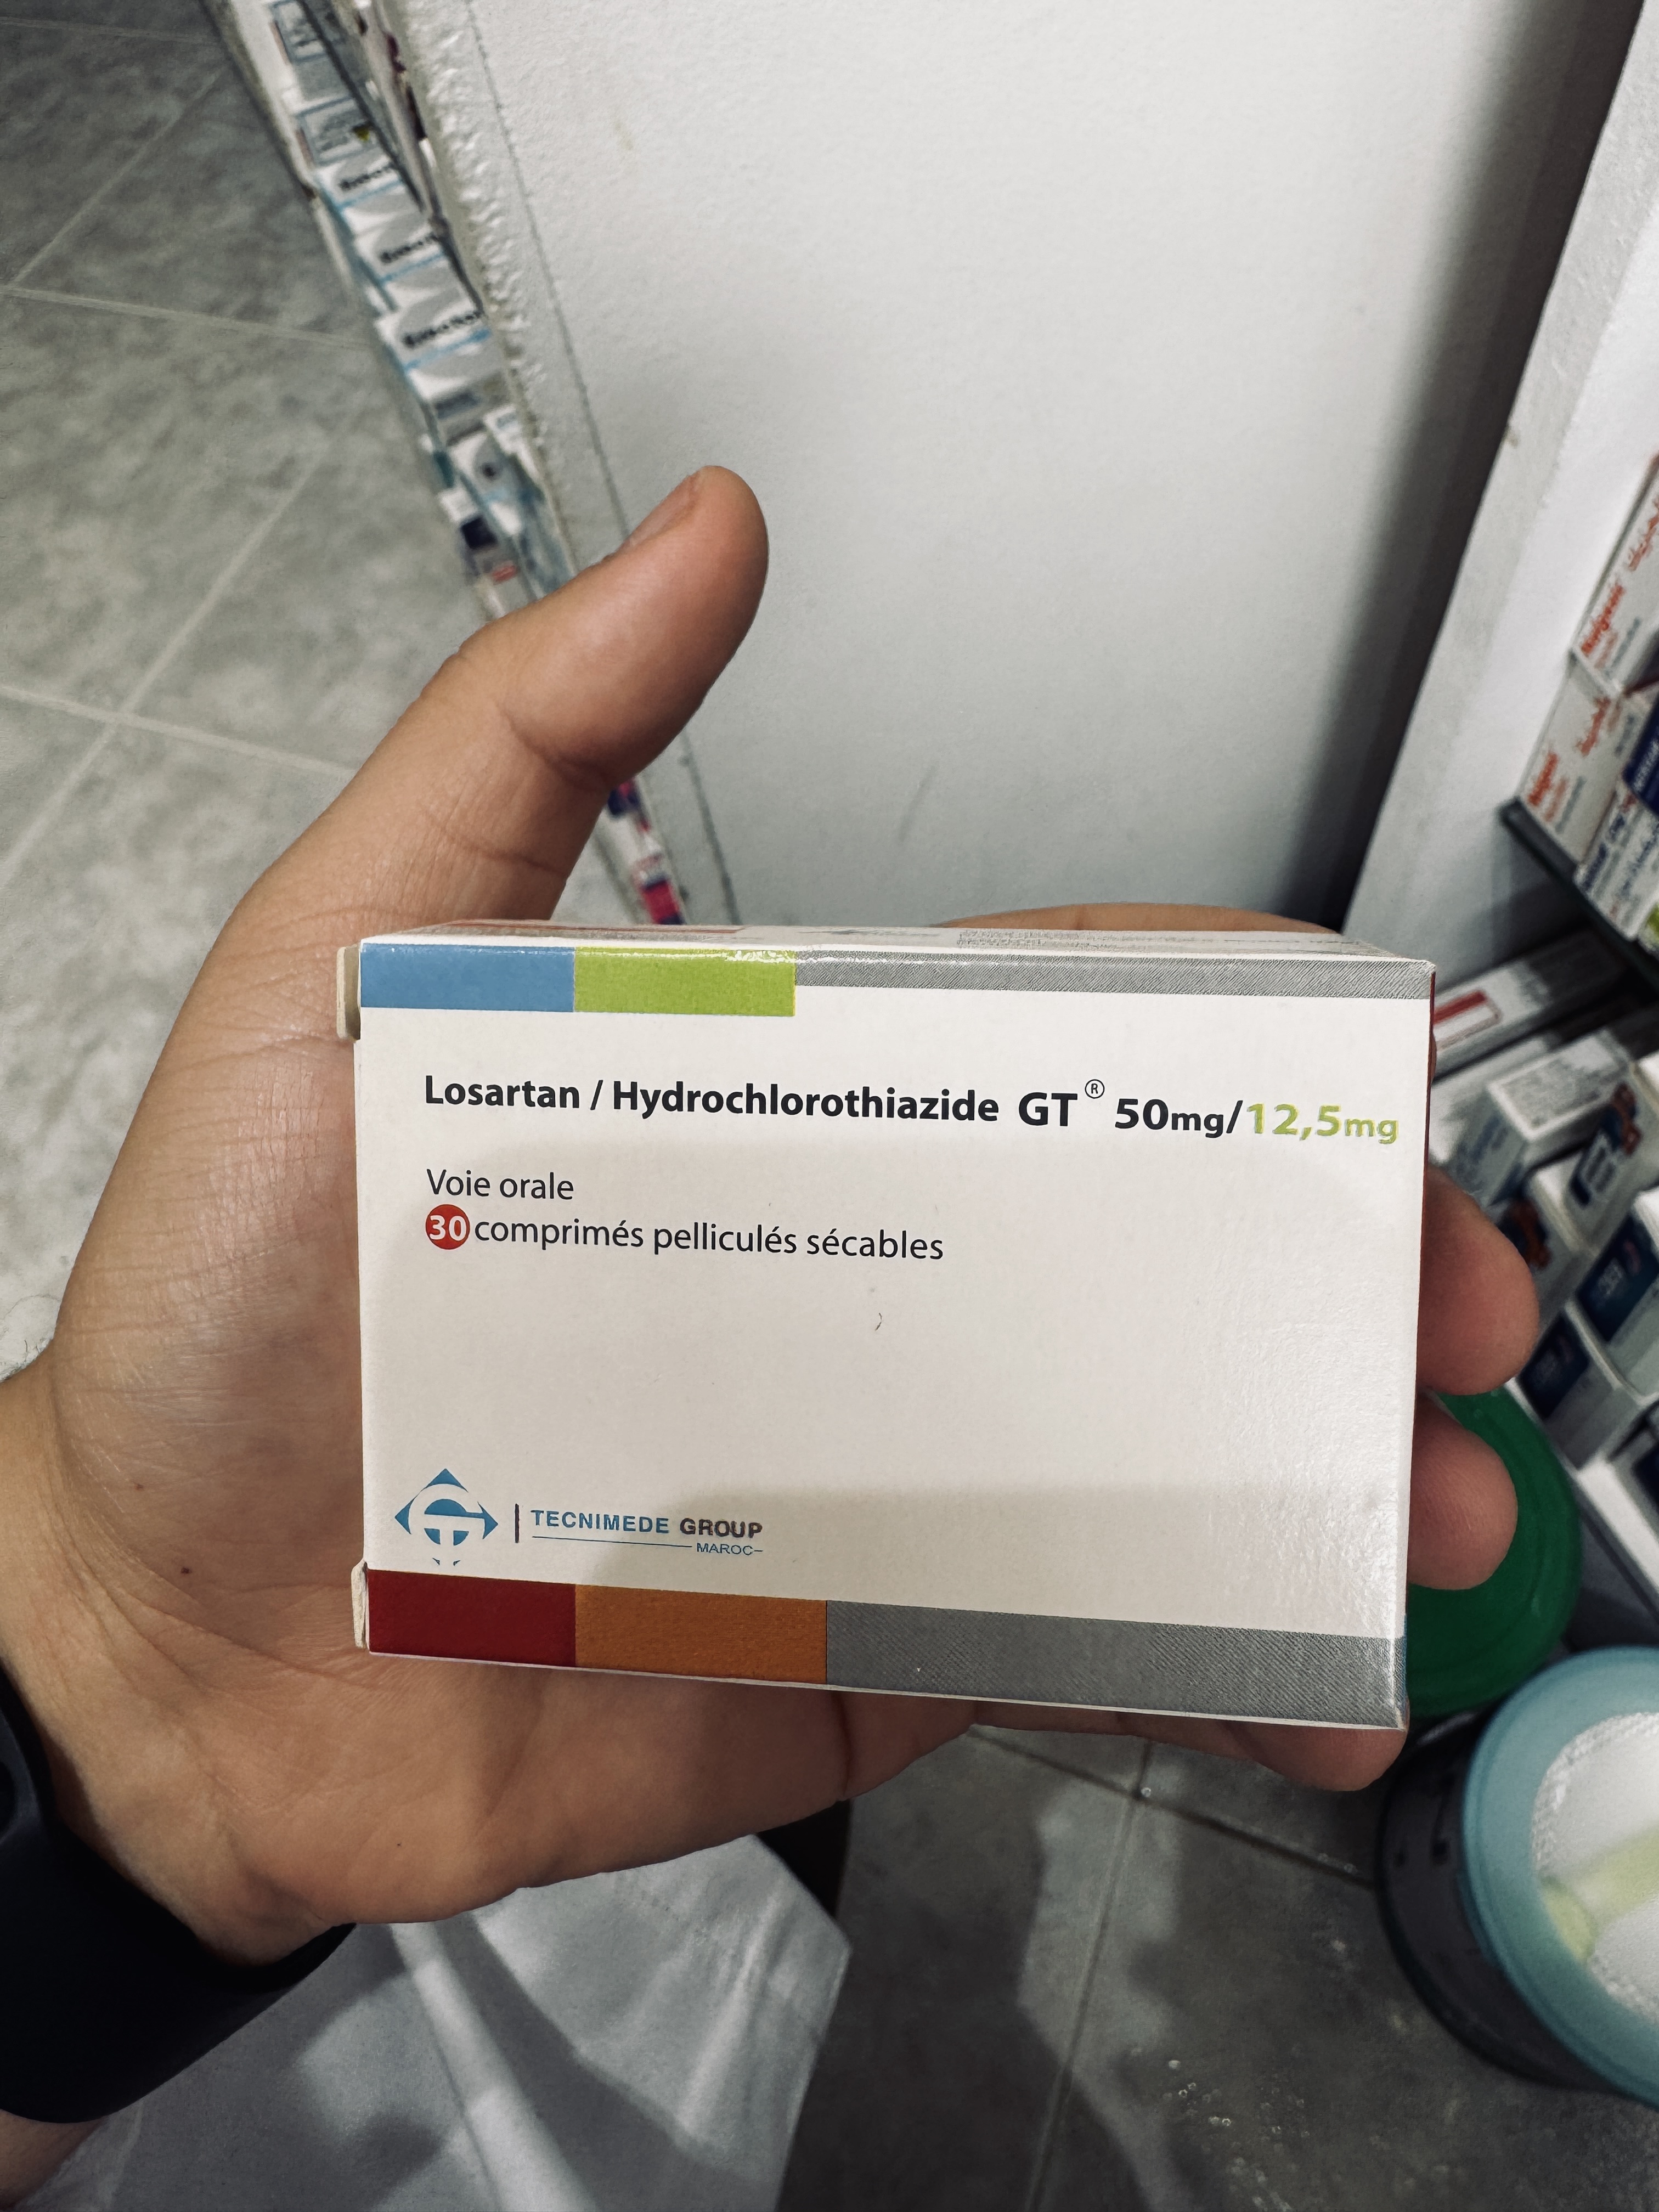 Losartan / Hydrochlorothiazide GT® 50mg/12,5mg
Voie orale
30 comprimés pelliculés sécables
TECNIMEDE GROUP
MAROC